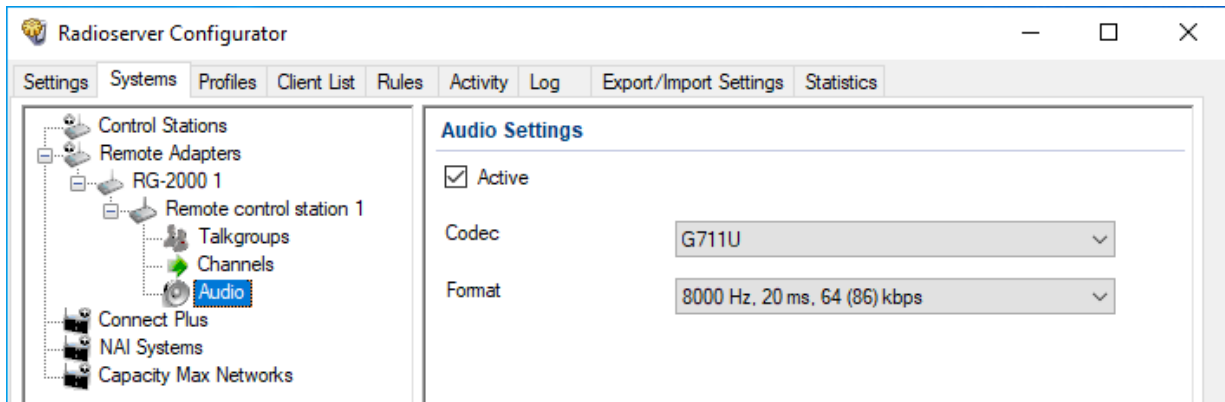 Radioserver Configurator
Settings Systems Profiles Client List Rules Activity Log Export/Import Settings Statistics
Control Stations
Remote Adapters
RG-2000 1
Remote control station 1
Talkgroups
Channels
Audio
Connect Plus
NAI Systems
Capacity Max Networks
Audio Settings
Active
Codec G711U
Format 8000 Hz, 20 ms, 64 (86) kbps